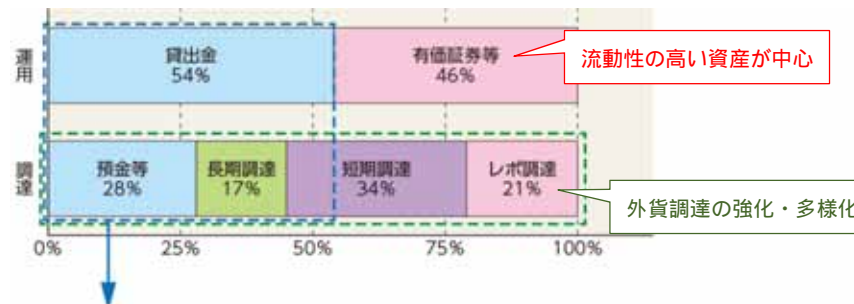 運用
貸出金
54%
有価証券等
46%
流動性の高い資産が中心
調達
預金等
28%
長期調達
17%
短期調達
34%
レポ調達
21%
外貨調達の強化・多様化
0%
25%
50%
75%
100%